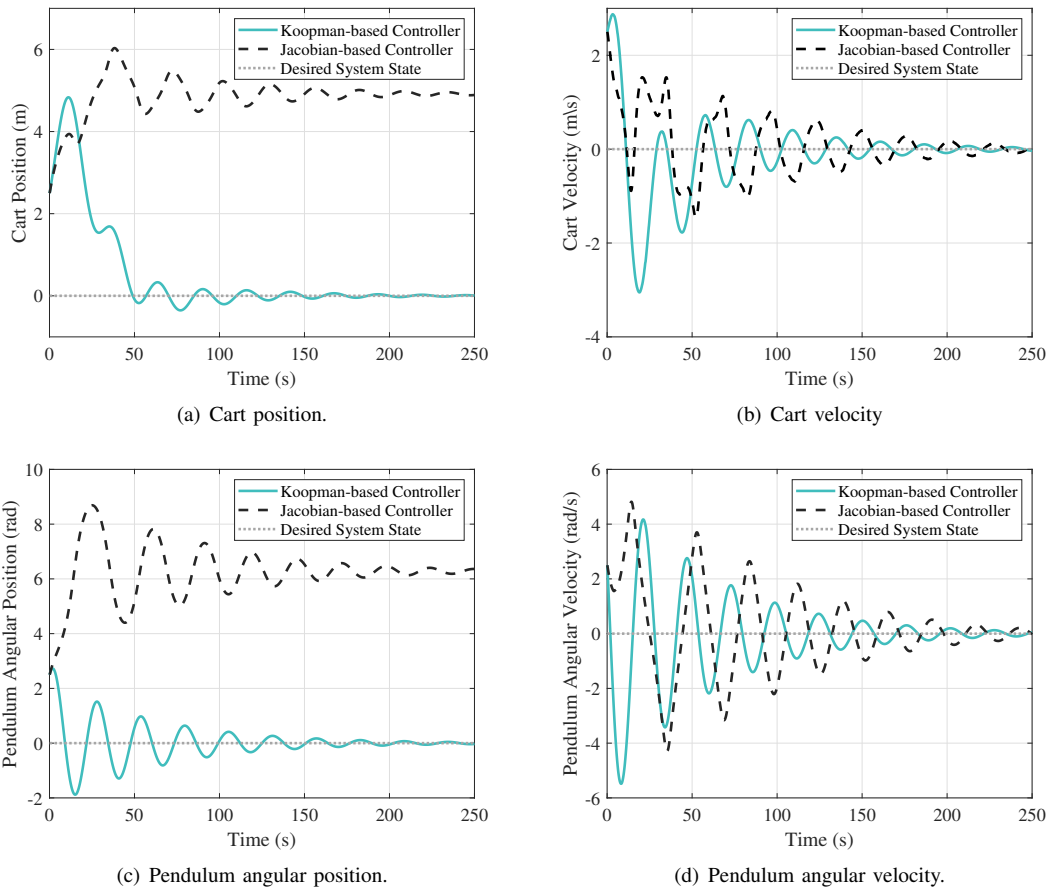 Koopman-based Controller
Jacobian-based Controller
Desired System State
6
4
2
0
Cart Position (m)
0 50 100 150 200 250
Time (s)
(a) Cart position.
Koopman-based Controller
Jacobian-based Controller
Desired System State
2
0
-2
-4
Cart Velocity (m\s)
0 50 100 150 200 250
Time (s)
(b) Cart velocity
10
Koopman-based Controller
Jacobian-based Controller
Desired System State
8
6
4
2
0
-2
Pendulum Angular Position (rad)
0 50 100 150 200 250
Time (s)
(c) Pendulum angular position.
6
Koopman-based Controller
Jacobian-based Controller
Desired System State
4
2
0
-2
-4
-6
Pendulum Angular Velocity (rad/s)
0 50 100 150 200 250
Time (s)
(d) Pendulum angular velocity.